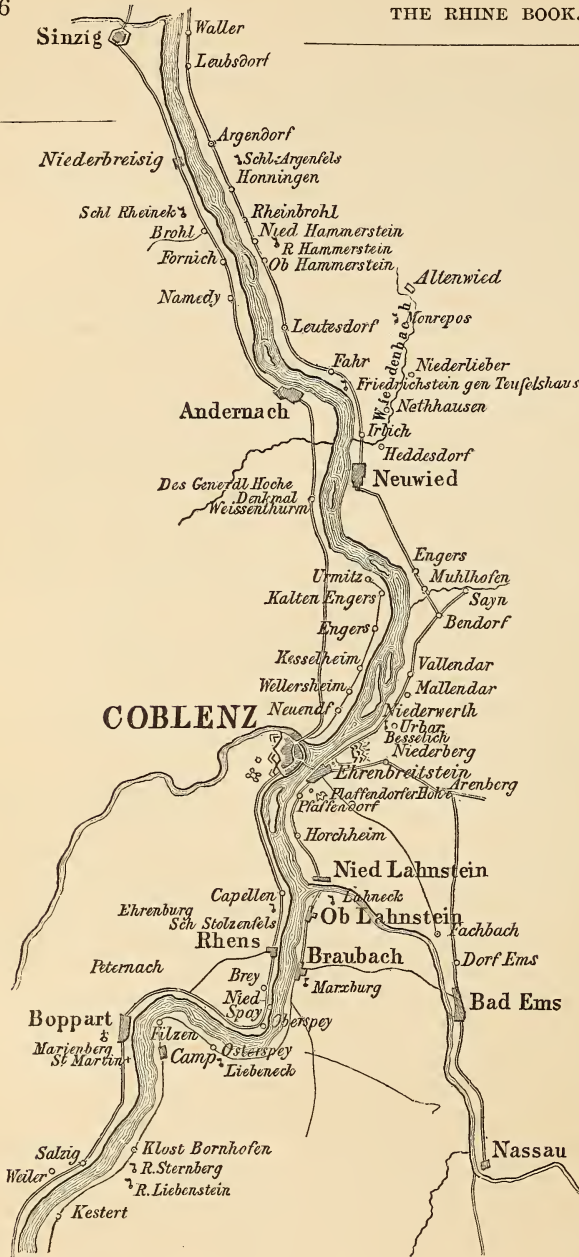 6
THE RHINE BOOK.
Sinzig
Waller
Leubsdorf
Argendorf
Niederbreisig
Schl:Argenfels
Honningen
Schl Rheinek
Rheinbrohl
Brohl
Nied Hammerstein
R Hammerstein
Fornich
Ob Hammerstein
Altenwied
Namedy
Monrepos
Leutesdorf
Wiedenbach
Fahr
Niederlieber
Friedrichstein gen Teufelshaus
Andernach
Nothhausen
Irlich
Heddesdorf
Neuwied
Des General Hoche
Denkmal
Weissenthurm
Engers
Urmitz
Muhlhofen
Kalten Engers
Sayn
Bendorf
Engers
Kesselheim
Vallendar
Wellersheim
Mallendar
Neuendf
Niederwerth
COBLENZ
Urbar
Besselich
Niederberg
Ehrenbreitstein
Arenberg
Pfaffendorfer Hohe
Pfaffendorf
Horchheim
Nied Lahnstein
Capellen
Lahneck
Ehrenburg
Ob Lahnstein
Sch Stolzenfels
Fachbach
Rhens
Braubach
Dorf Ems
Peternach
Brey
Marxburg
Nied
Spay
Bad Ems
Boppart
Oberspey
Filzen
Marienberg
Osterspey
St Martin
Camp
Liebeneck
Salzig
Klost Bornhofen
Nassau
Weiler
R. Sternberg
R. Liebenstein
Kestert